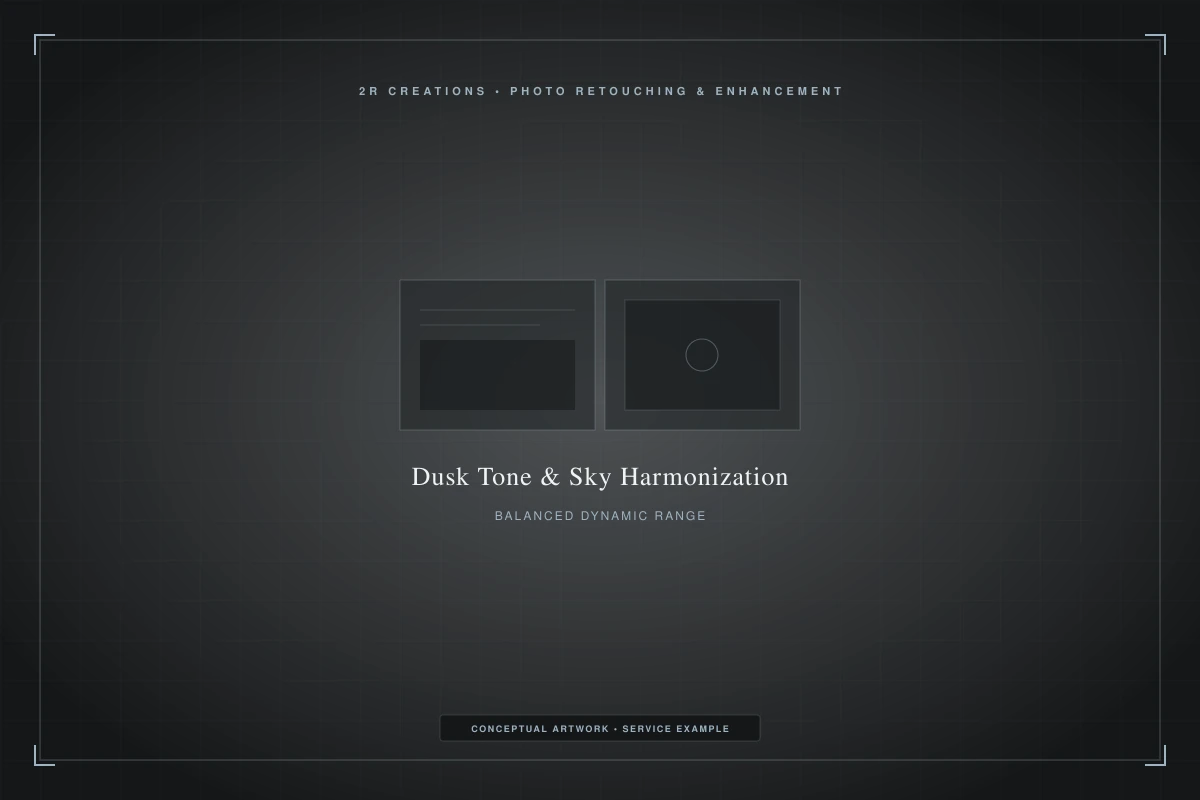 2R CREATIONS • PHOTO RETOUCHING & ENHANCEMENT
Dusk Tone & Sky Harmonization
BALANCED DYNAMIC RANGE
CONCEPTUAL ARTWORK • SERVICE EXAMPLE